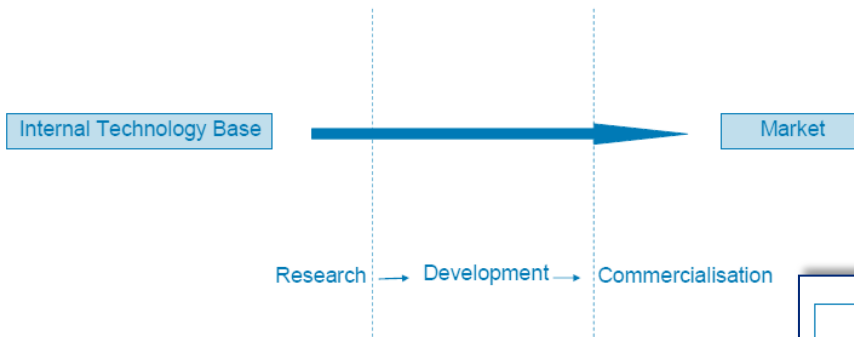 Internal Technology Base
Market
Research
Development
Commercialisation